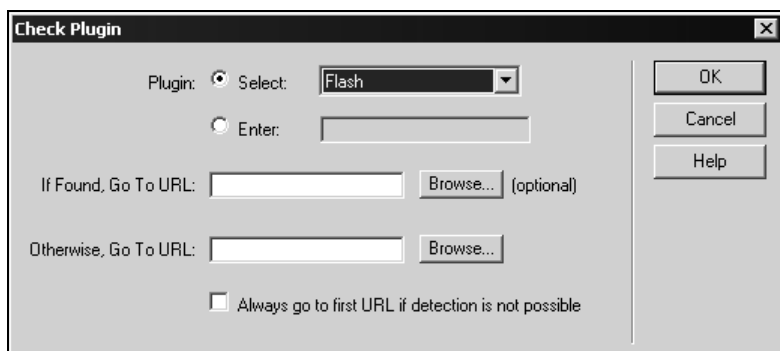 Check Plugin
Plugin: Select: Flash
Enter:
If Found, Go To URL: Browse... (optional)
Otherwise, Go To URL: Browse...
Always go to first URL if detection is not possible
OK
Cancel
Help